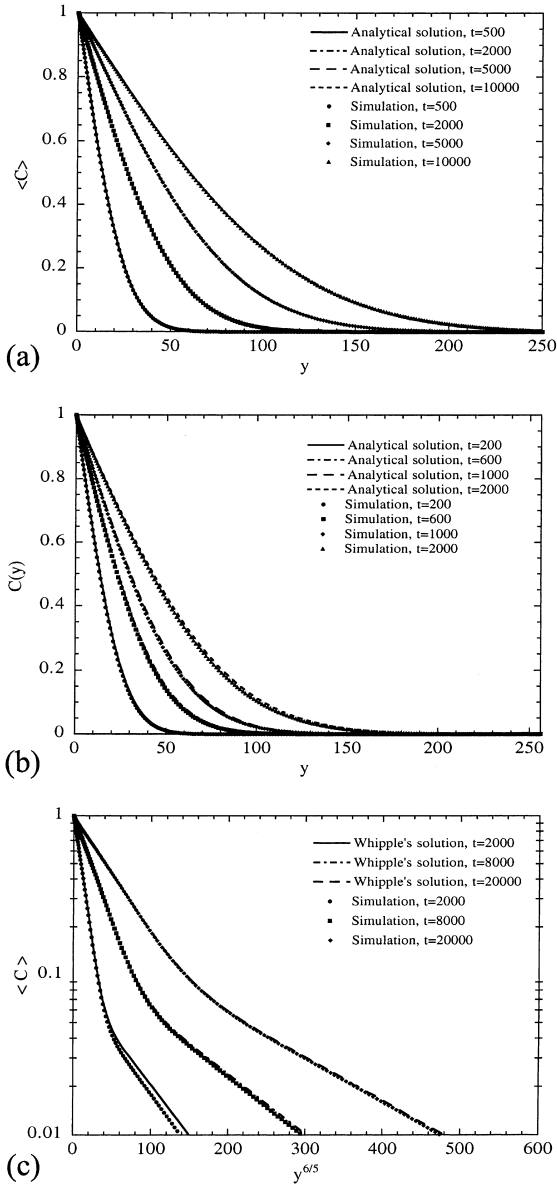 1
Analytical solution, t=500
Analytical solution, t=2000
0.8
Analytical solution, t=5000
Analytical solution, t=10000
Simulation, t=500
Simulation, t=2000
0.6
Simulation, t=5000
Simulation, t=10000
<C>
0.4
0.2
0
0 50 100 150 200 250
(a)
y
1
Analytical solution, t=200
Analytical solution, t=600
0.8
Analytical solution, t=1000
Analytical solution, t=2000
Simulation, t=200
Simulation, t=600
0.6
Simulation, t=1000
Simulation, t=2000
C(y)
0.4
0.2
0
0 50 100 150 200 250
(b)
y
1
Whipple's solution, t=2000
Whipple's solution, t=8000
Whipple's solution, t=20000
Simulation, t=2000
Simulation, t=8000
Simulation, t=20000
<C>
0.1
0.01
0 100 200 300 400 500 600
(c)
y6/5